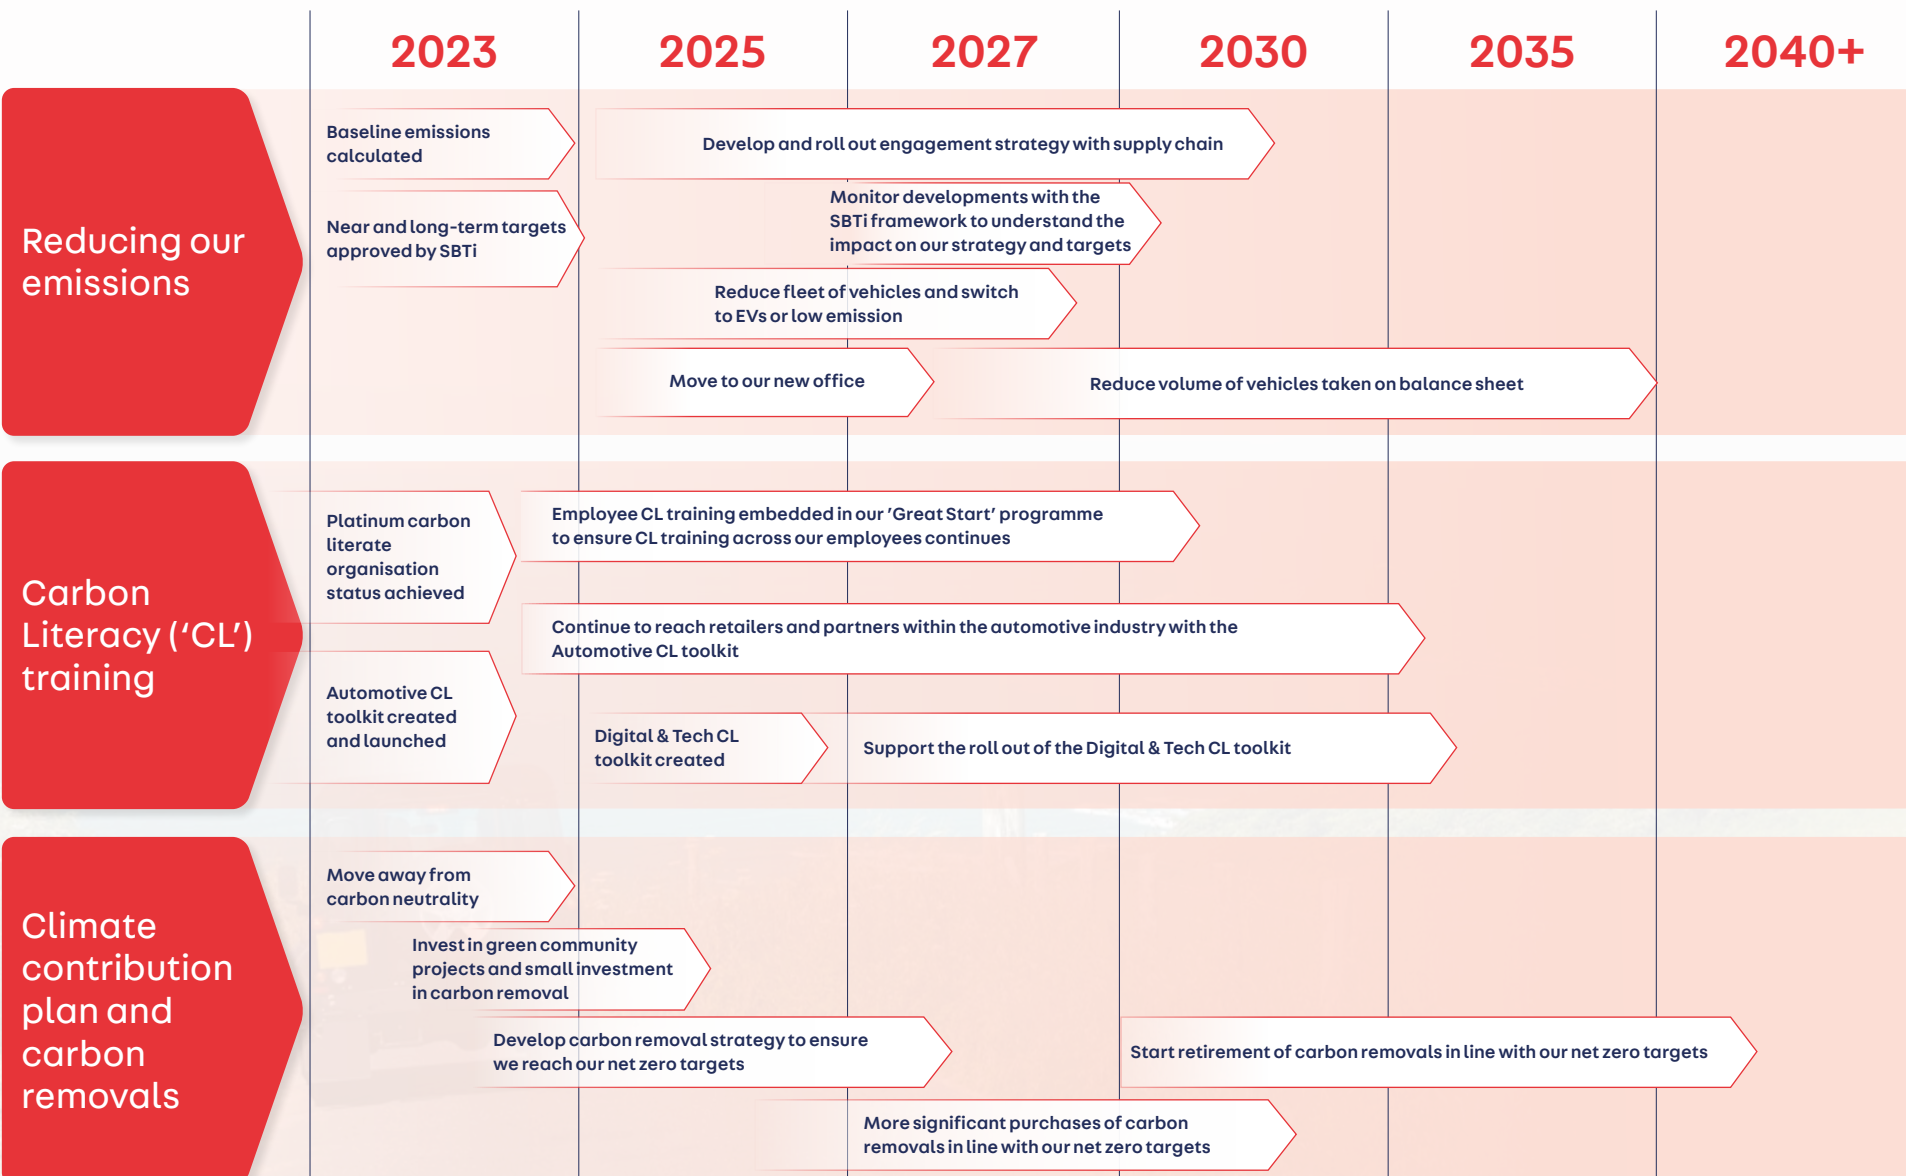 2023 2025 2027 2030 2035 2040+
Reducing our
emissions
Baseline emissions
calculated
Develop and roll out engagement strategy with supply chain
Near and long-term targets
approved by SBTi
Monitor developments with the
SBTi framework to understand the
impact on our strategy and targets
Reduce fleet of vehicles and switch
to EVs or low emission
Move to our new office
Reduce volume of vehicles taken on balance sheet
Carbon
Literacy (‘CL’)
training
Platinum carbon
literate
organisation
status achieved
Employee CL training embedded in our ’Great Start’ programme
to ensure CL training across our employees continues
Continue to reach retailers and partners within the automotive industry with the
Automotive CL toolkit
Automotive CL
toolkit created
and launched
Digital & Tech CL
toolkit created
Support the roll out of the Digital & Tech CL toolkit
Climate
contribution
plan and
carbon
removals
Move away from
carbon neutrality
Invest in green community
projects and small investment
in carbon removal
Develop carbon removal strategy to ensure
we reach our net zero targets
Start retirement of carbon removals in line with our net zero targets
More significant purchases of carbon
removals in line with our net zero targets